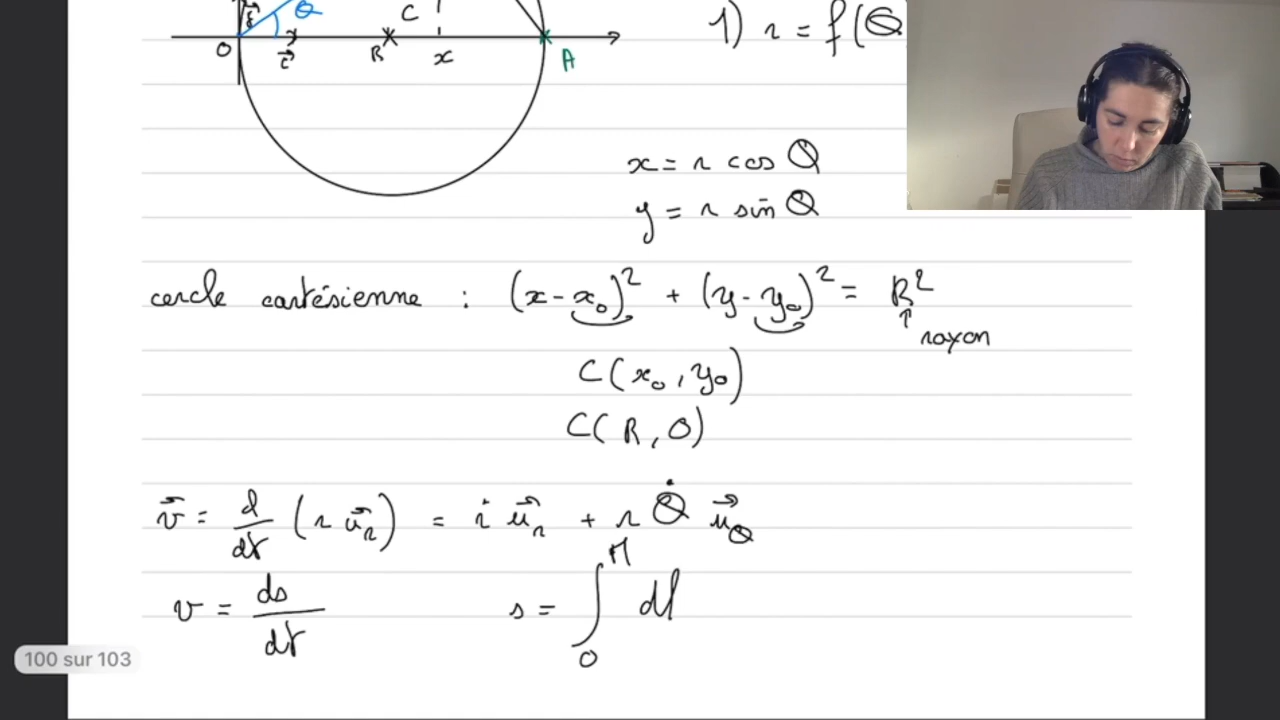 θ
C
O
i⃗
R
x
A
1) r = f(θ
x = r cos θ
y = r sin θ
cercle cartésienne : (x - x₀)² + (y - y₀)² = R²
rayon
C(x₀, y₀)
C(R, O)
v⃗ = d/dt (r u⃗ᵣ) = ṙ u⃗ᵣ + r θ̇ u⃗_θ
v = ds/dt s = ∫₀ᴹ dl
100 sur 103